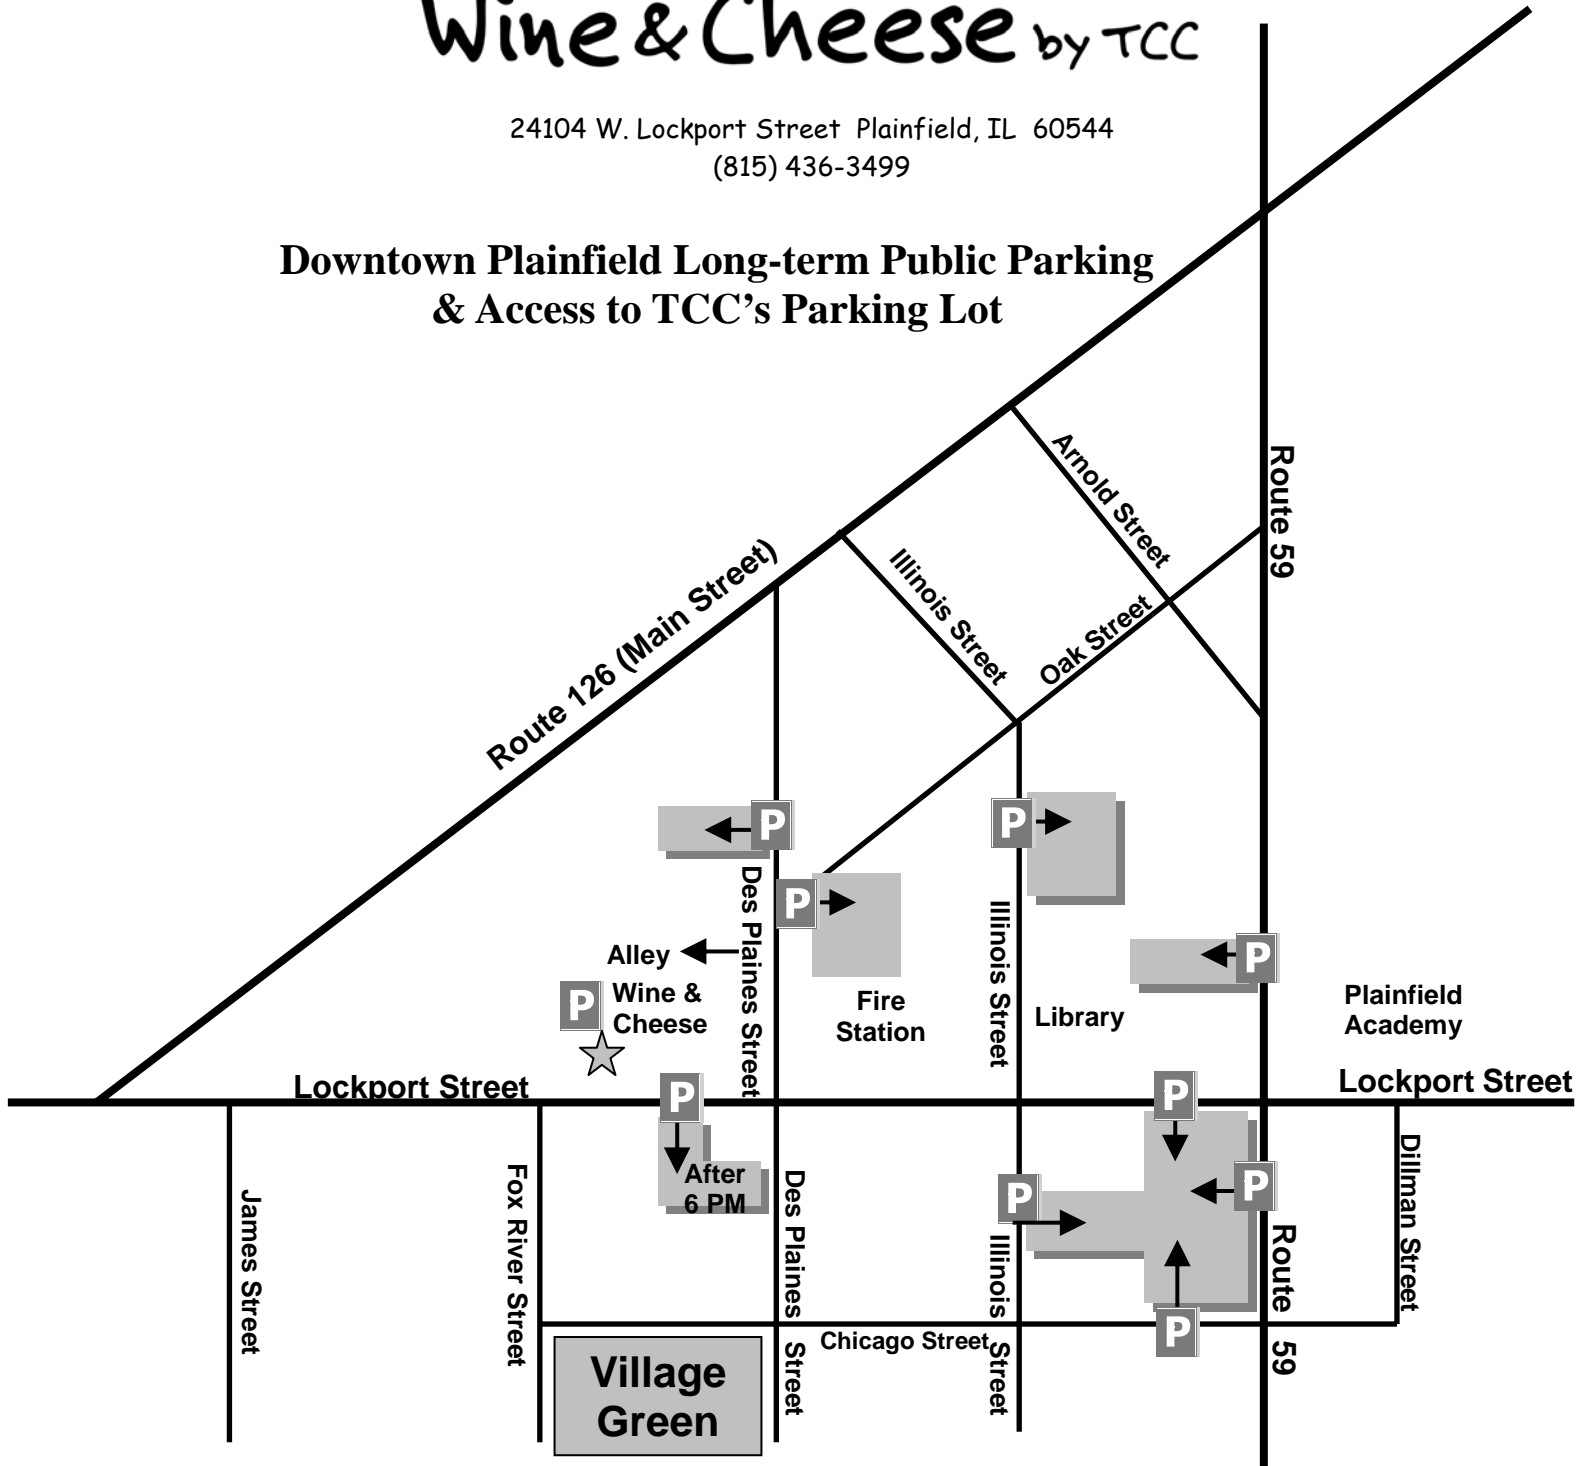 Wine & Cheese by TCC
24104 W. Lockport Street Plainfield, IL 60544
(815) 436-3499
Downtown Plainfield Long-term Public Parking
& Access to TCC's Parking Lot
Route 59
Arnold Street
Illinois Street
Oak Street
Route 126 (Main Street)
P
P
P
Des Plaines Street
Illinois Street
P
Alley
P
Wine &
Cheese
Fire
Station
Library
Plainfield
Academy
Lockport Street
P
P
Lockport Street
After
6 PM
P
P
James Street
Fox River Street
Des Plaines Street
Illinois Street
Route 59
Dillman Street
P
Chicago Street
Village
Green